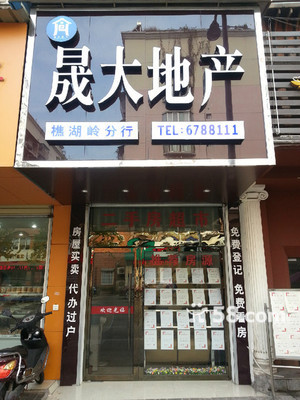 晟大地产
樵湖岭分行
TEL:6788111
房屋买卖 代办过户
免费登记 免费看房
欢迎光临
58.com